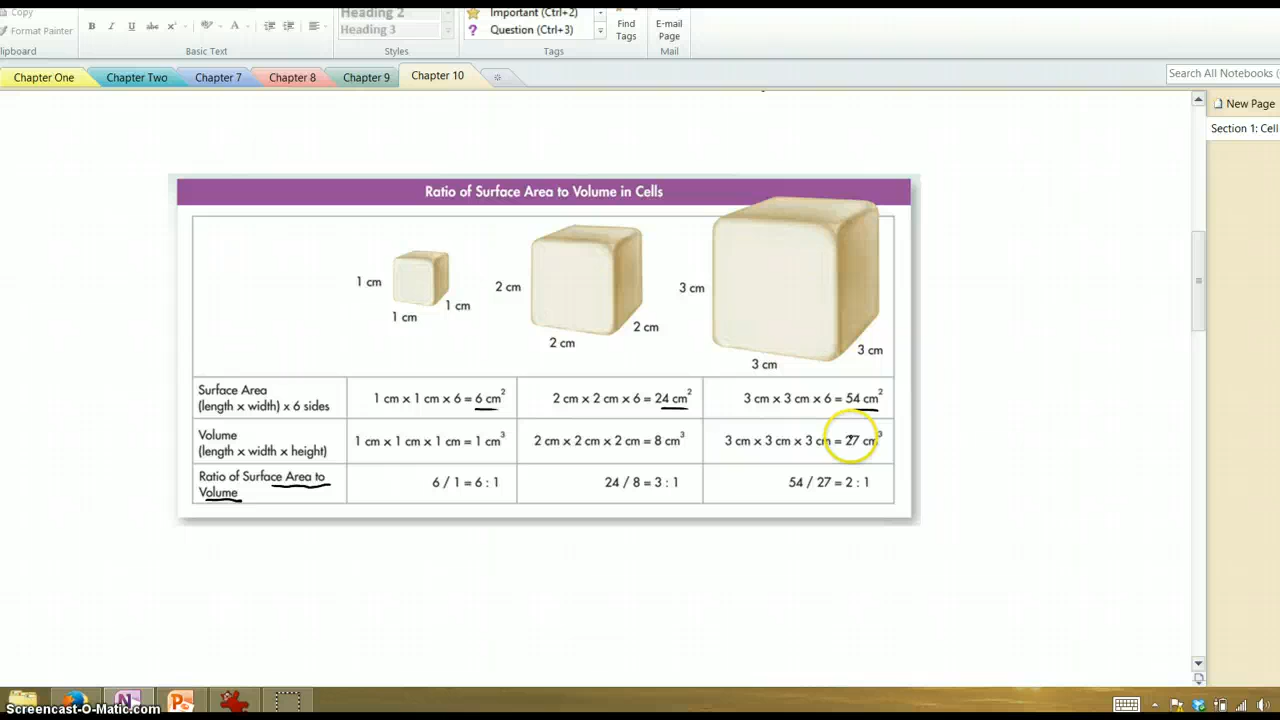 Copy
Format Painter
lipboard
B I U abc x² A
Basic Text
Heading 2
Heading 3
Styles
Important (Ctrl+2)
? Question (Ctrl+3)
Tags
Find
Tags
E-mail
Page
Mail
Chapter One
Chapter Two
Chapter 7
Chapter 8
Chapter 9
Chapter 10
Search All Notebooks (
New Page
Section 1: Cell
Ratio of Surface Area to Volume in Cells
1 cm
1 cm
1 cm
2 cm
2 cm
2 cm
3 cm
3 cm
3 cm
Surface Area
(length x width) x 6 sides
1 cm x 1 cm x 6 = 6 cm²
2 cm x 2 cm x 6 = 24 cm²
3 cm x 3 cm x 6 = 54 cm²
Volume
(length x width x height)
1 cm x 1 cm x 1 cm = 1 cm³
2 cm x 2 cm x 2 cm = 8 cm³
3 cm x 3 cm x 3 cm = 27 cm³
Ratio of Surface Area to
Volume
6 / 1 = 6 : 1
24 / 8 = 3 : 1
54 / 27 = 2 : 1
Screencast-O-Matic.com